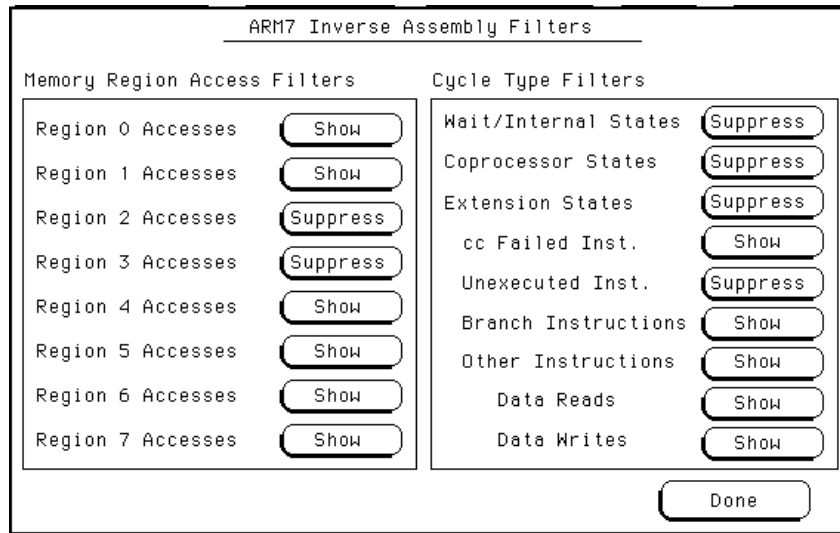 ARM7 Inverse Assembly Filters
Memory Region Access Filters
Region 0 Accesses Show
Region 1 Accesses Show
Region 2 Accesses Suppress
Region 3 Accesses Suppress
Region 4 Accesses Show
Region 5 Accesses Show
Region 6 Accesses Show
Region 7 Accesses Show
Cycle Type Filters
Wait/Internal States Suppress
Coprocessor States Suppress
Extension States Suppress
cc Failed Inst. Show
Unexecuted Inst. Suppress
Branch Instructions Show
Other Instructions Show
Data Reads Show
Data Writes Show
Done